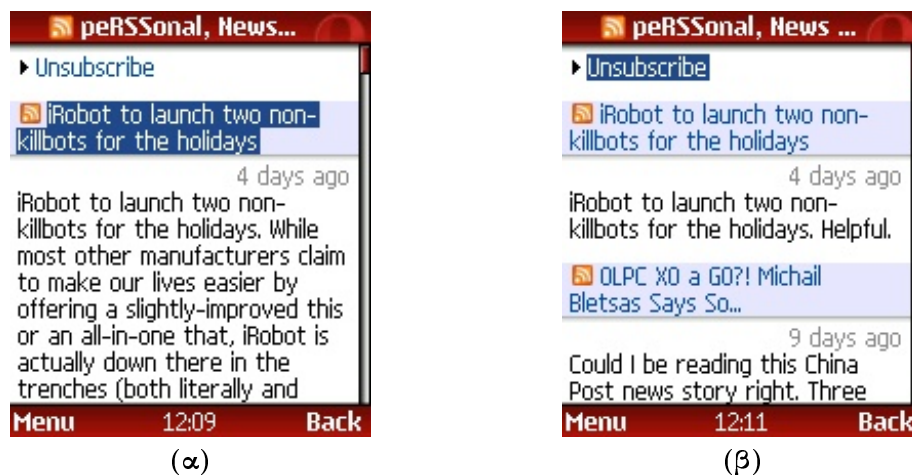 peRSSonal, News...
Unsubscribe
iRobot to launch two non-
killbots for the holidays
4 days ago
iRobot to launch two non-
killbots for the holidays. While
most other manufacturers claim
to make our lives easier by
offering a slightly-improved this
or an all-in-one that, iRobot is
actually down there in the
trenches (both literally and
Menu 12:09 Back
(α)
peRSSonal, News ...
Unsubscribe
iRobot to launch two non-
killbots for the holidays
4 days ago
iRobot to launch two non-
killbots for the holidays. Helpful.
OLPC XO a GO?! Michail
Bletsas Says So...
9 days ago
Could I be reading this China
Post news story right. Three
Menu 12:11 Back
(β)